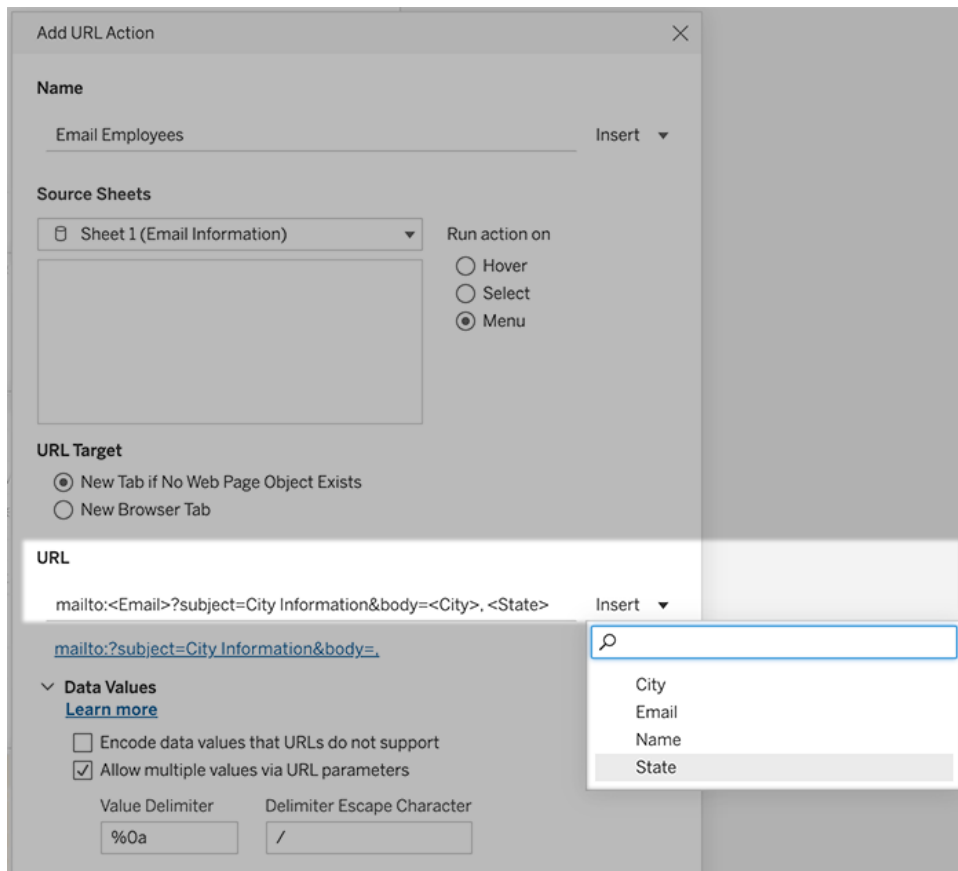 Add URL Action
Name
Email Employees
Insert
Source Sheets
Sheet 1 (Email Information)
Run action on
Hover
Select
Menu
URL Target
New Tab if No Web Page Object Exists
New Browser Tab
URL
mailto:<Email>?subject=City Information&body=<City>, <State>
Insert
mailto:?subject=City Information&body=,
City
Email
Name
State
Data Values
Learn more
Encode data values that URLs do not support
Allow multiple values via URL parameters
Value Delimiter
Delimiter Escape Character
%0a
/